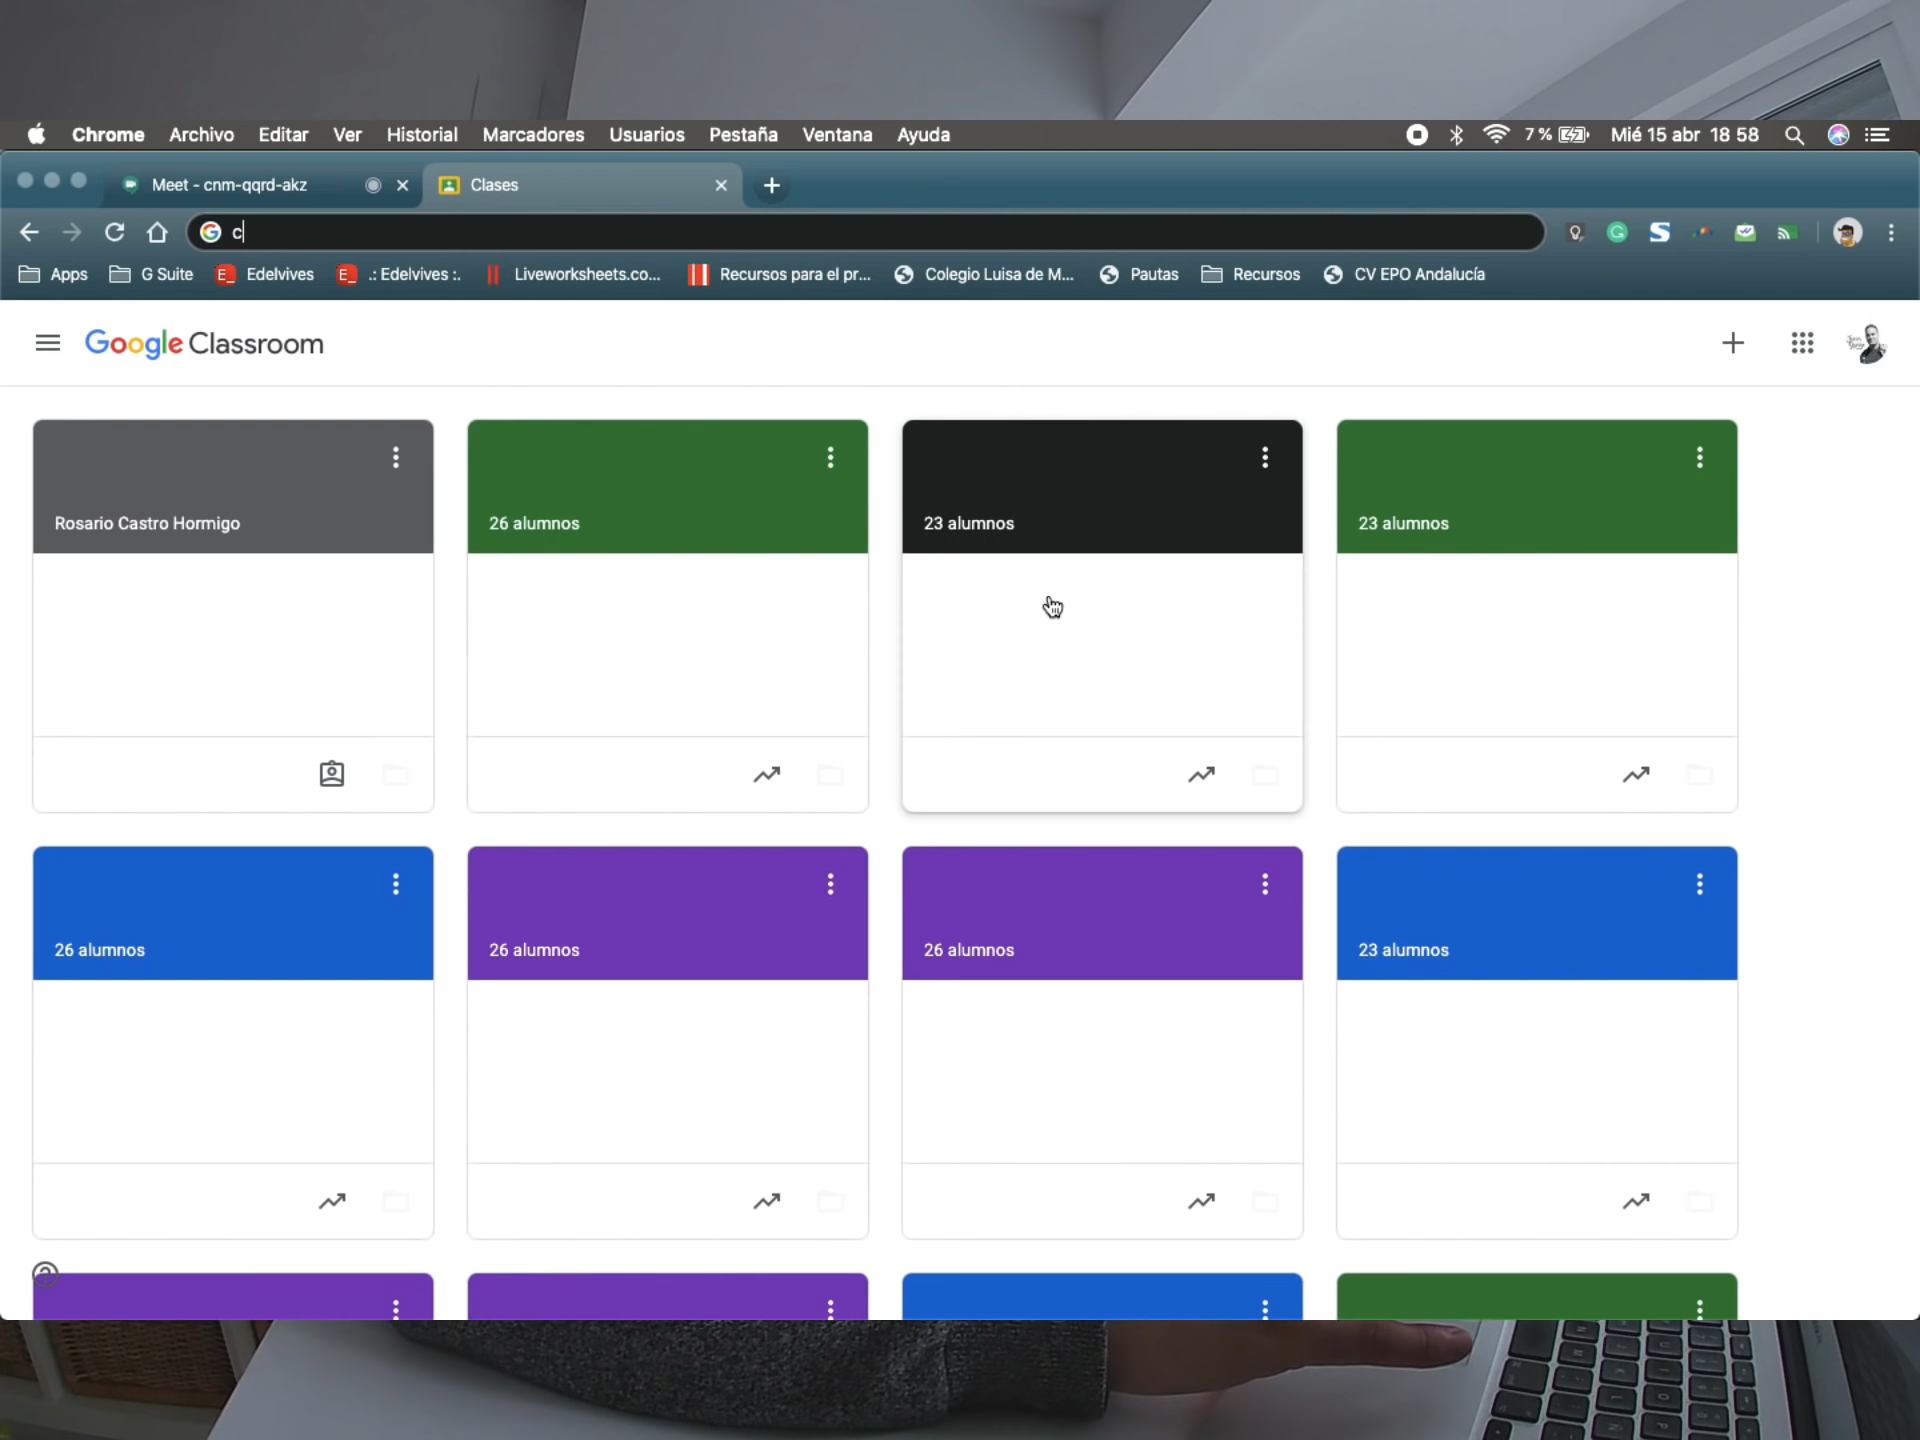 Chrome Archivo Editar Ver Historial Marcadores Usuarios Pestaña Ventana Ayuda 7% Mié 15 abr 18 58
Meet - cnm-qqrd-akz Clases
c
Apps G Suite Edelvives .: Edelvives :. Liveworksheets.co... Recursos para el pr... Colegio Luisa de M... Pautas Recursos CV EPO Andalucía
Google Classroom
Rosario Castro Hormigo 26 alumnos 23 alumnos 23 alumnos
26 alumnos 26 alumnos 26 alumnos 23 alumnos